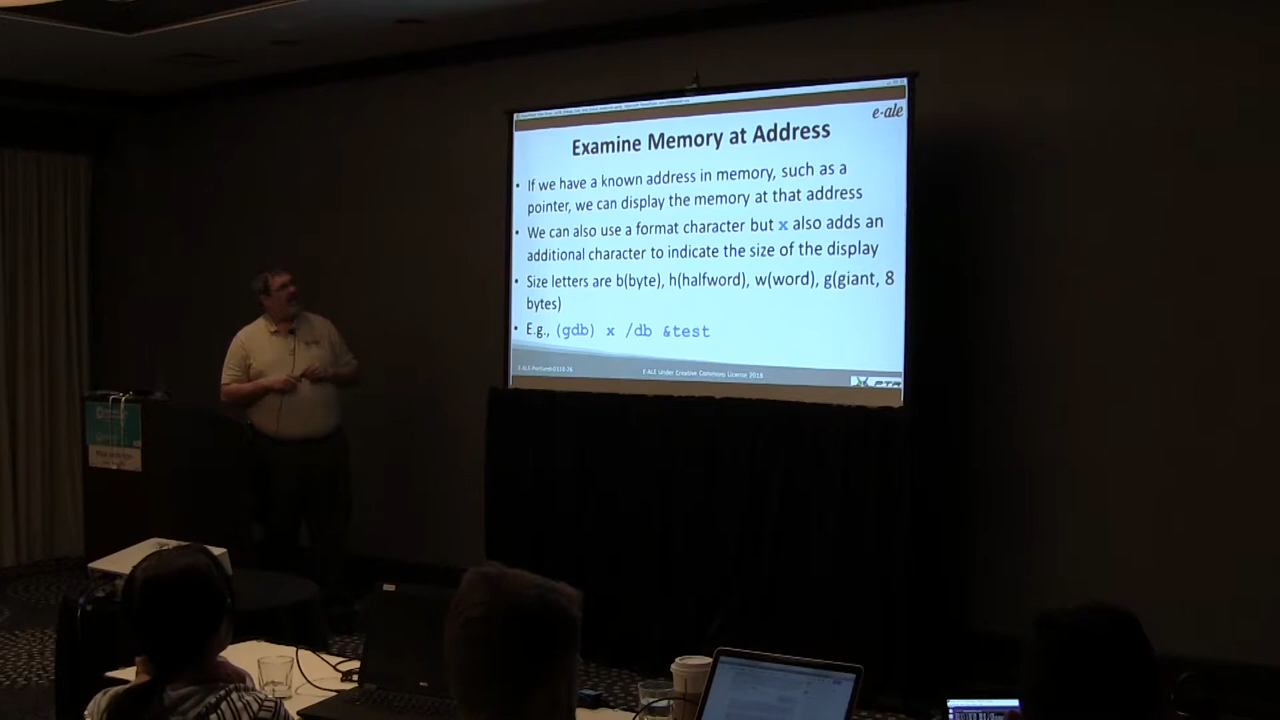 e-ale
Examine Memory at Address
• If we have a known address in memory, such as a
pointer, we can display the memory at that address
• We can also use a format character but x also adds an
additional character to indicate the size of the display
• Size letters are b(byte), h(halfword), w(word), g(giant, 8
bytes)
• E.g., (gdb) x /db &test
E-ALE Under Creative Commons License 2018
PTR